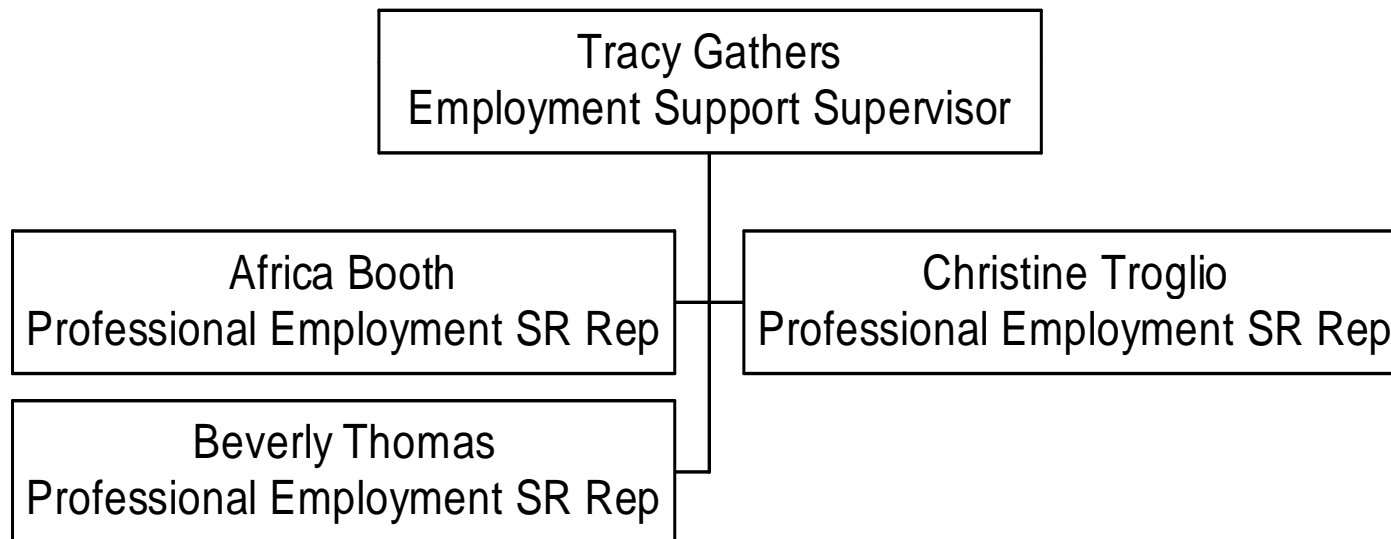 Tracy Gathers
Employment Support Supervisor
Africa Booth
Professional Employment SR Rep
Christine Troglio
Professional Employment SR Rep
Beverly Thomas
Professional Employment SR Rep